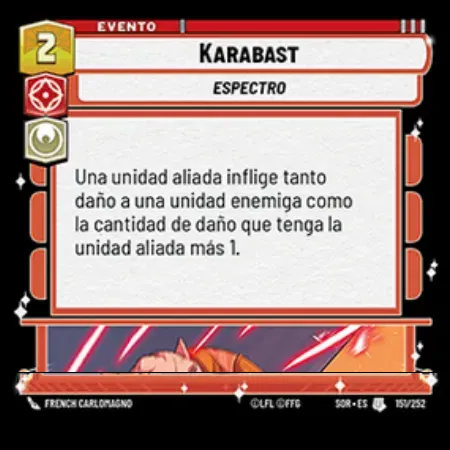 EVENTO
2
KARABAST
ESPECTRO
Una unidad aliada inflige tanto
daño a una unidad enemiga como
la cantidad de daño que tenga la
unidad aliada más 1.
FRENCH CARLOMAGNO ©LFL ©FFG SOR • ES 151/252